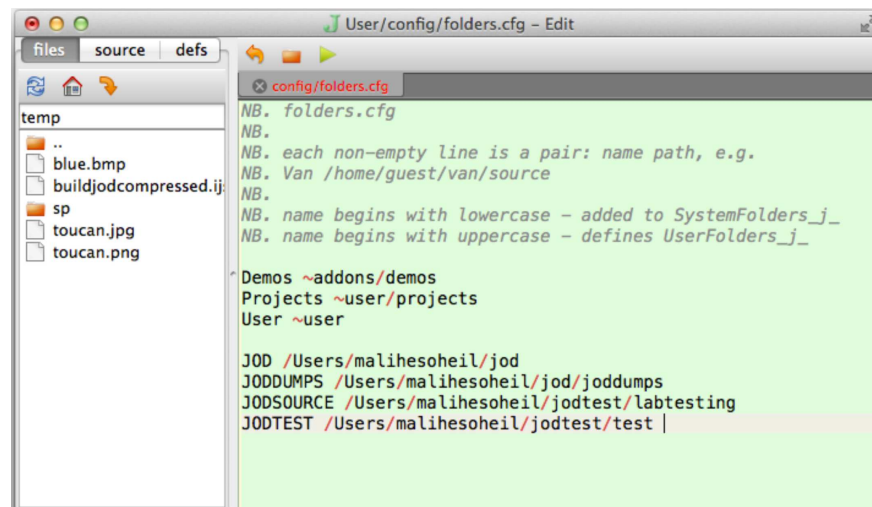 User/config/folders.cfg – Edit
files source defs
config/folders.cfg
temp
..
blue.bmp
buildjodcompressed.ij
sp
toucan.jpg
toucan.png
NB. folders.cfg
NB.
NB. each non-empty line is a pair: name path, e.g.
NB. Van /home/guest/van/source
NB.
NB. name begins with lowercase - added to SystemFolders_j_
NB. name begins with uppercase - defines UserFolders_j_
Demos ~addons/demos
Projects ~user/projects
User ~user
JOD /Users/malihesoheil/jod
JODDUMPS /Users/malihesoheil/jod/joddumps
JODSOURCE /Users/malihesoheil/jodtest/labtesting
JODTEST /Users/malihesoheil/jodtest/test